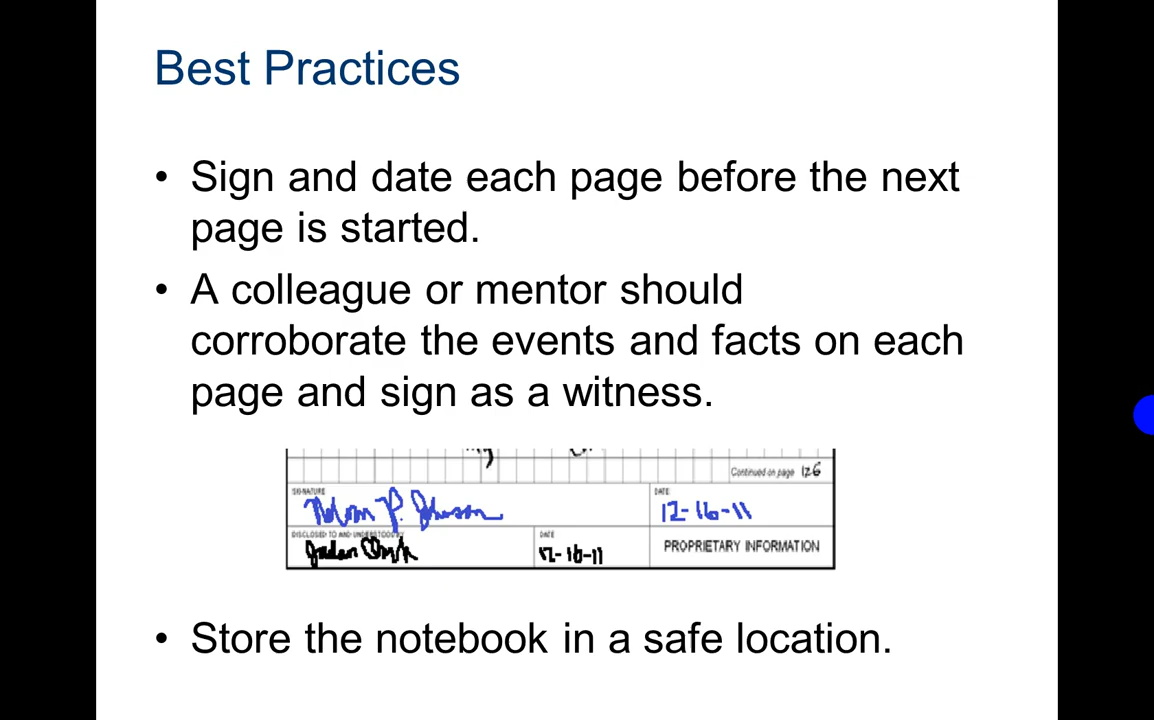 Best Practices
• Sign and date each page before the next
page is started.
• A colleague or mentor should
corroborate the events and facts on each
page and sign as a witness.
Continued on page 126
SIGNATURE
DATE
P. Johnson
12-16-11
DISCLOSED TO AND UNDERSTOOD BY
DATE
PROPRIETARY INFORMATION
12-16-11
• Store the notebook in a safe location.